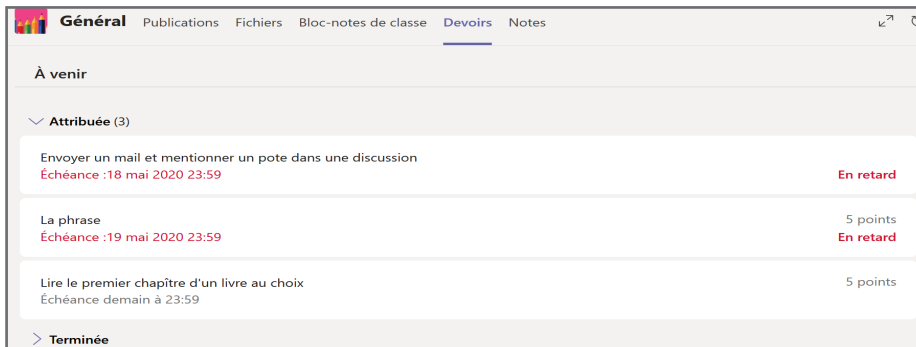 Général Publications Fichiers Bloc-notes de classe Devoirs Notes
À venir
Attribuée (3)
Envoyer un mail et mentionner un pote dans une discussion
Échéance :18 mai 2020 23:59 En retard
La phrase 5 points
Échéance :19 mai 2020 23:59 En retard
Lire le premier chapître d'un livre au choix 5 points
Échéance demain à 23:59
Terminée